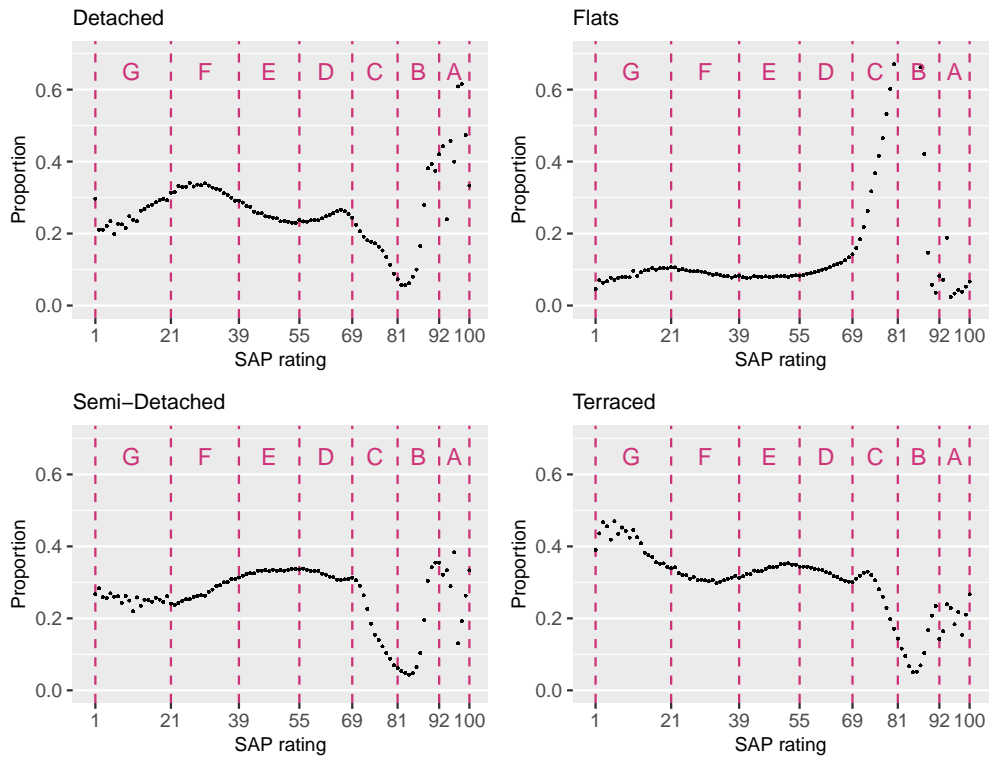 Detached
Proportion
0.6
0.4
0.2
0.0
G F E D C B A
1 21 39 55 69 81 92 100
SAP rating
Flats
Proportion
0.6
0.4
0.2
0.0
G F E D C B A
1 21 39 55 69 81 92 100
SAP rating
Semi−Detached
Proportion
0.6
0.4
0.2
0.0
G F E D C B A
1 21 39 55 69 81 92 100
SAP rating
Terraced
Proportion
0.6
0.4
0.2
0.0
G F E D C B A
1 21 39 55 69 81 92 100
SAP rating